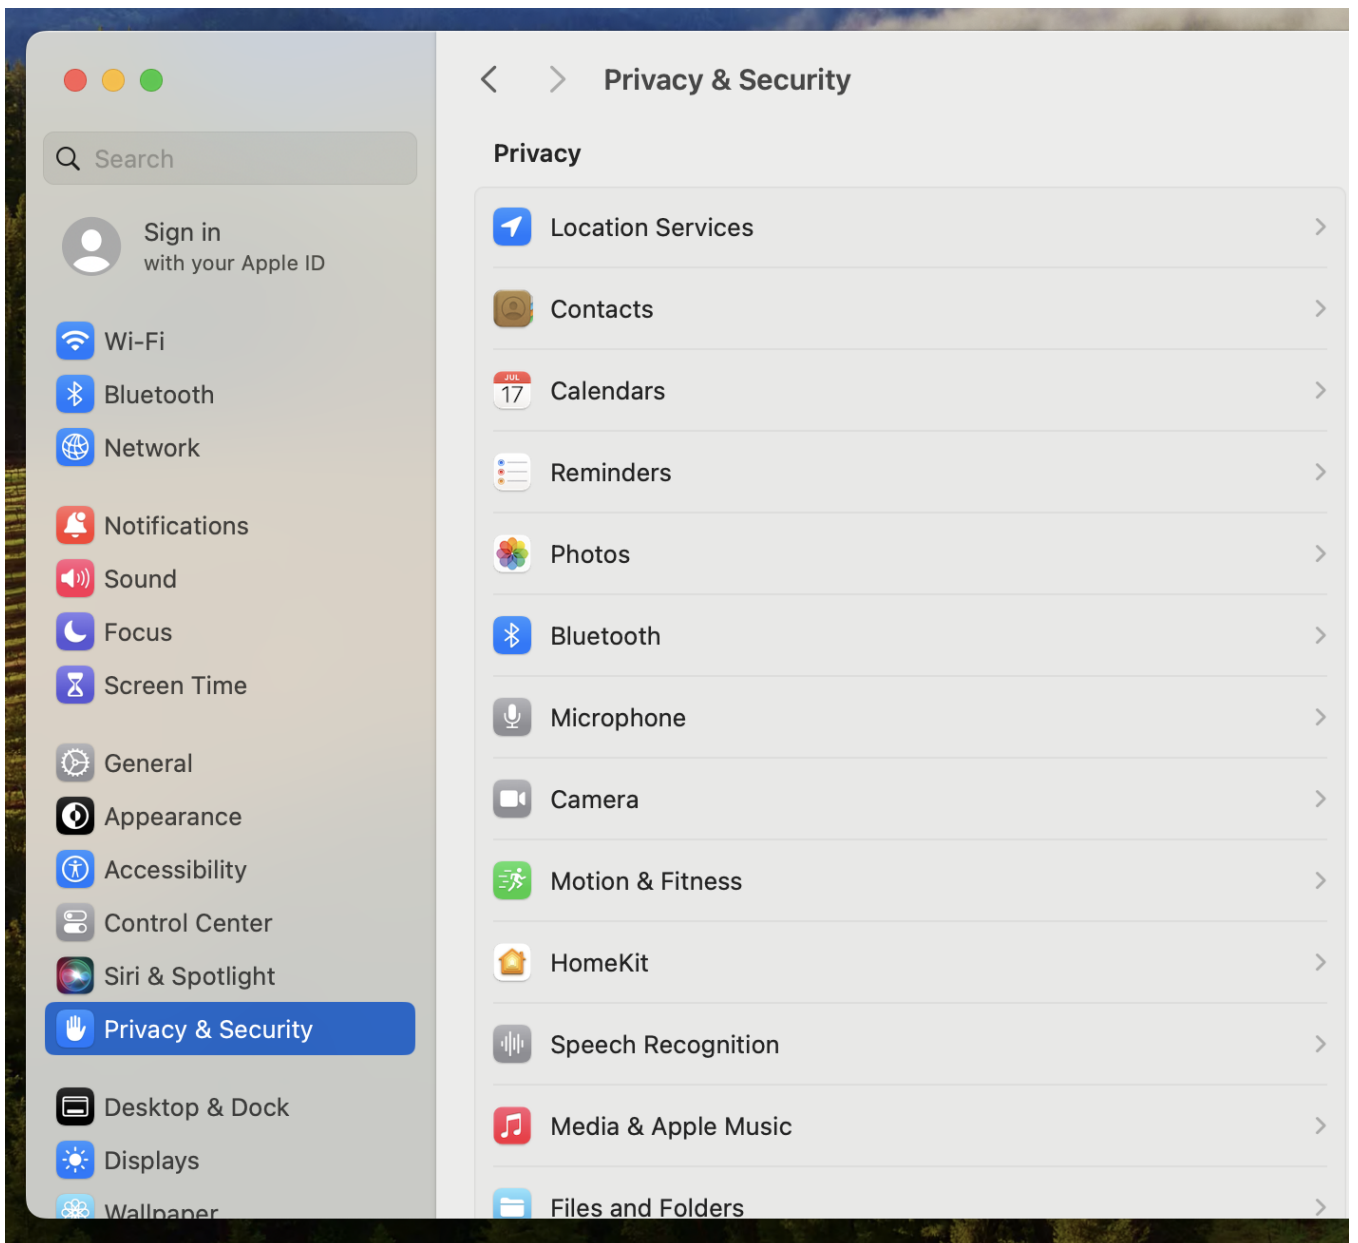 Privacy & Security
Search
Sign in
with your Apple ID
Wi-Fi
Bluetooth
Network
Notifications
Sound
Focus
Screen Time
General
Appearance
Accessibility
Control Center
Siri & Spotlight
Privacy & Security
Desktop & Dock
Displays
Wallpaper
Privacy
Location Services
Contacts
JUL
17
Calendars
Reminders
Photos
Bluetooth
Microphone
Camera
Motion & Fitness
HomeKit
Speech Recognition
Media & Apple Music
Files and Folders